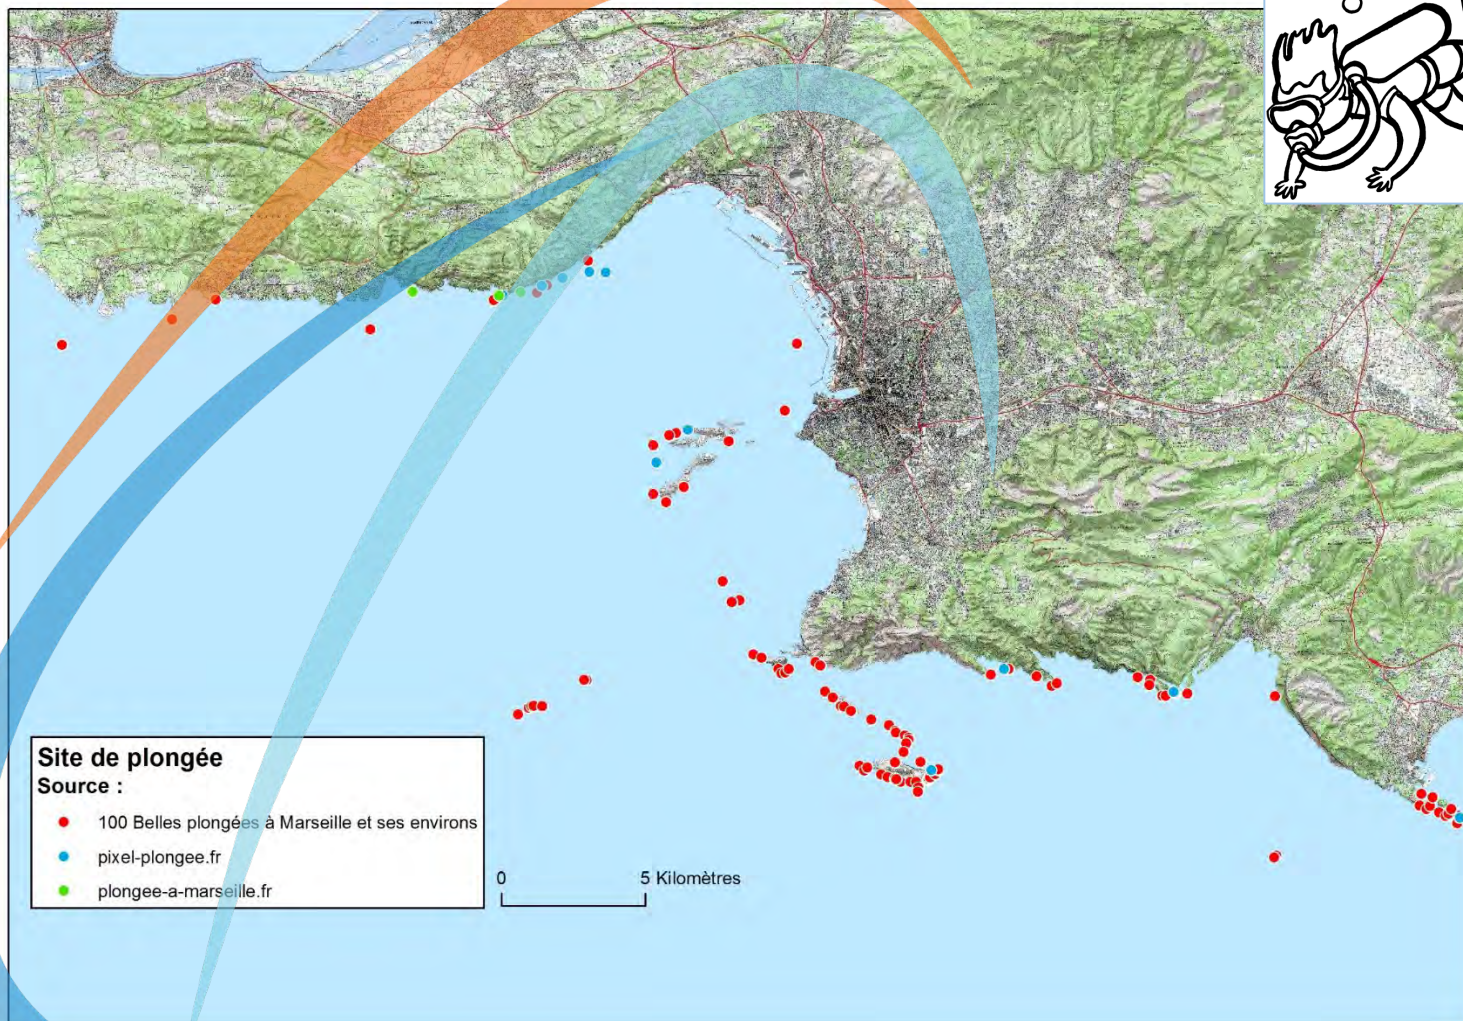 Site de plongée
Source :
100 Belles plongées à Marseille et ses environs
pixel-plongee.fr
plongee-a-marseille.fr
0 5 Kilomètres